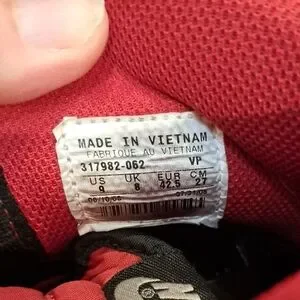 MADE IN VIETNAM
FABRIQUE AU VIETNAM
317982-062 VP
US UK EUR CM
9 8 42.5 27